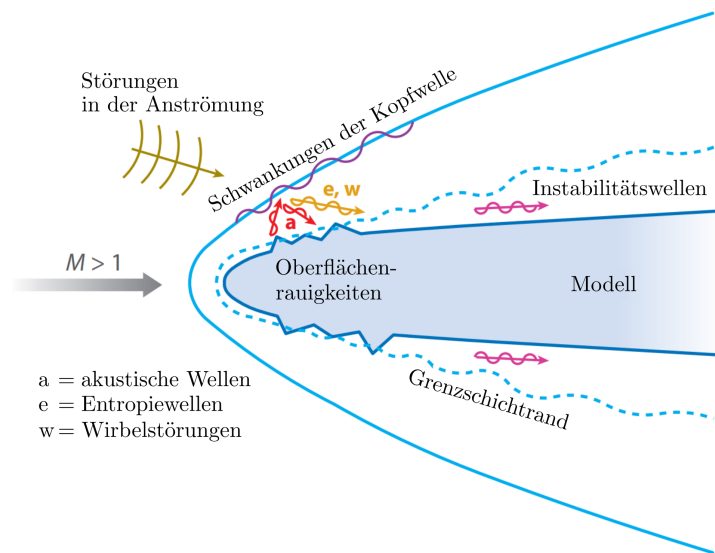 Störungen
in der Anströmung
Schwankungen der Kopfwelle
e, w
a
Instabilitätswellen
M > 1
Oberflächen-
rauigkeiten
Modell
Grenzschichtrand
a = akustische Wellen
e = Entropiewellen
w = Wirbelstörungen